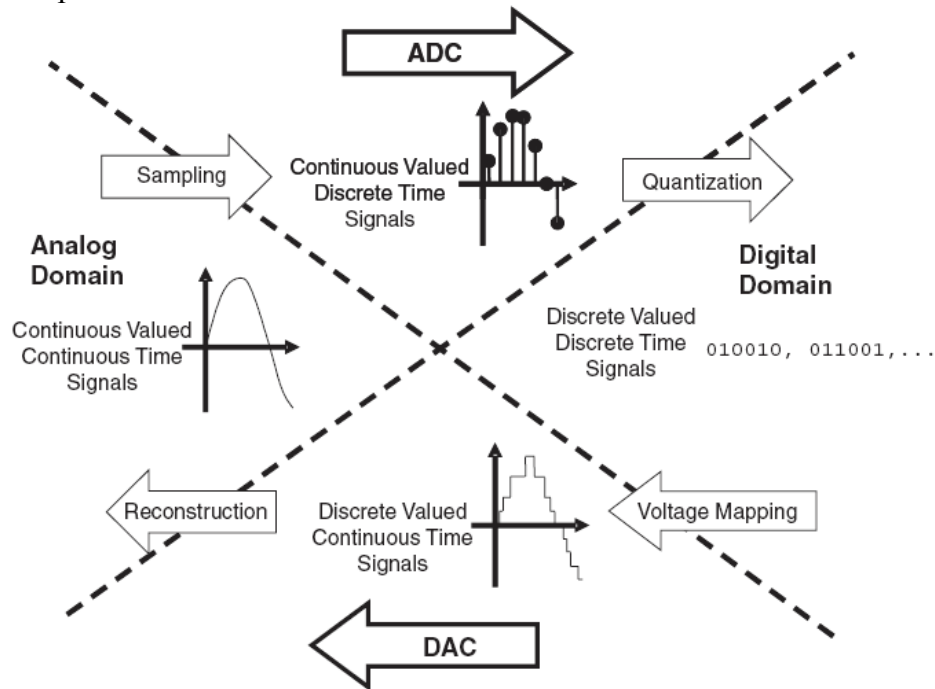 ADC
Sampling
Continuous Valued
Discrete Time
Signals
Quantization
Analog
Domain
Digital
Domain
Continuous Valued
Continuous Time
Signals
Discrete Valued
Discrete Time
Signals
010010, 011001,...
Reconstruction
Discrete Valued
Continuous Time
Signals
Voltage Mapping
DAC